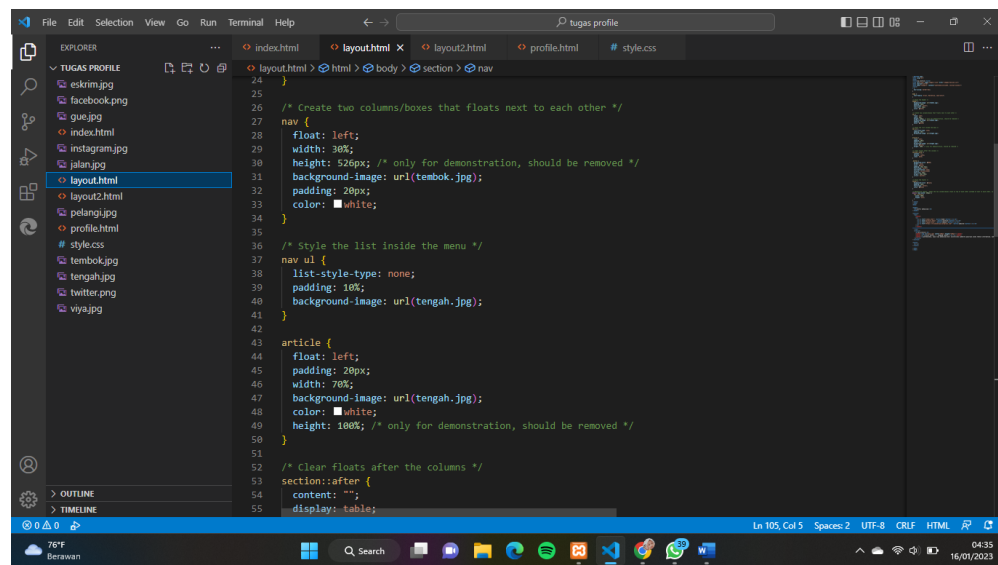 File Edit Selection View Go Run Terminal Help
tugas profile
EXPLORER
index.html layout.html layout2.html profile.html # style.css
TUGAS PROFILE
layout.html > html > body > section > nav
eskrim.jpg
facebook.png
gue.jpg
index.html
instagram.jpg
jalan.jpg
layout.html
layout2.html
pelangi.jpg
profile.html
# style.css
tembok.jpg
tengah.jpg
twitter.png
viya.jpg
> OUTLINE
> TIMELINE
24 }
25
26 /* Create two columns/boxes that floats next to each other */
27 nav {
28 float: left;
29 width: 30%;
30 height: 526px; /* only for demonstration, should be removed */
31 background-image: url(tembok.jpg);
32 padding: 20px;
33 color: white;
34 }
35
36 /* Style the list inside the menu */
37 nav ul {
38 list-style-type: none;
39 padding: 10%;
40 background-image: url(tengah.jpg);
41 }
42
43 article {
44 float: left;
45 padding: 20px;
46 width: 70%;
47 background-image: url(tengah.jpg);
48 color: white;
49 height: 100%; /* only for demonstration, should be removed */
50 }
51
52 /* Clear floats after the columns */
53 section::after {
54 content: "";
55 display: table;
0 0 Ln 105, Col 5 Spaces: 2 UTF-8 CRLF HTML
76°F
Berawan
Search
39
04:35
16/01/2023